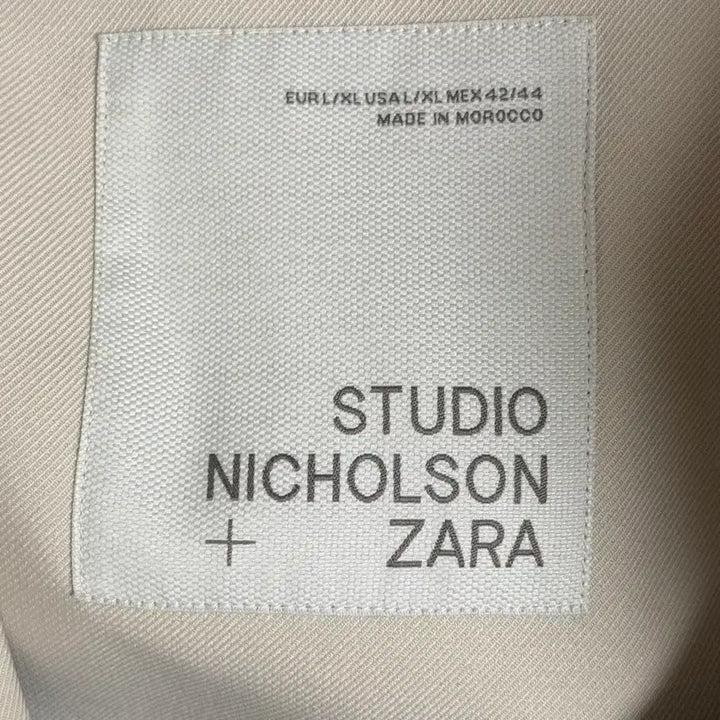 EUR L/XL USA L/XL MEX 42/44
MADE IN MOROCCO
STUDIO
NICHOLSON
+ ZARA